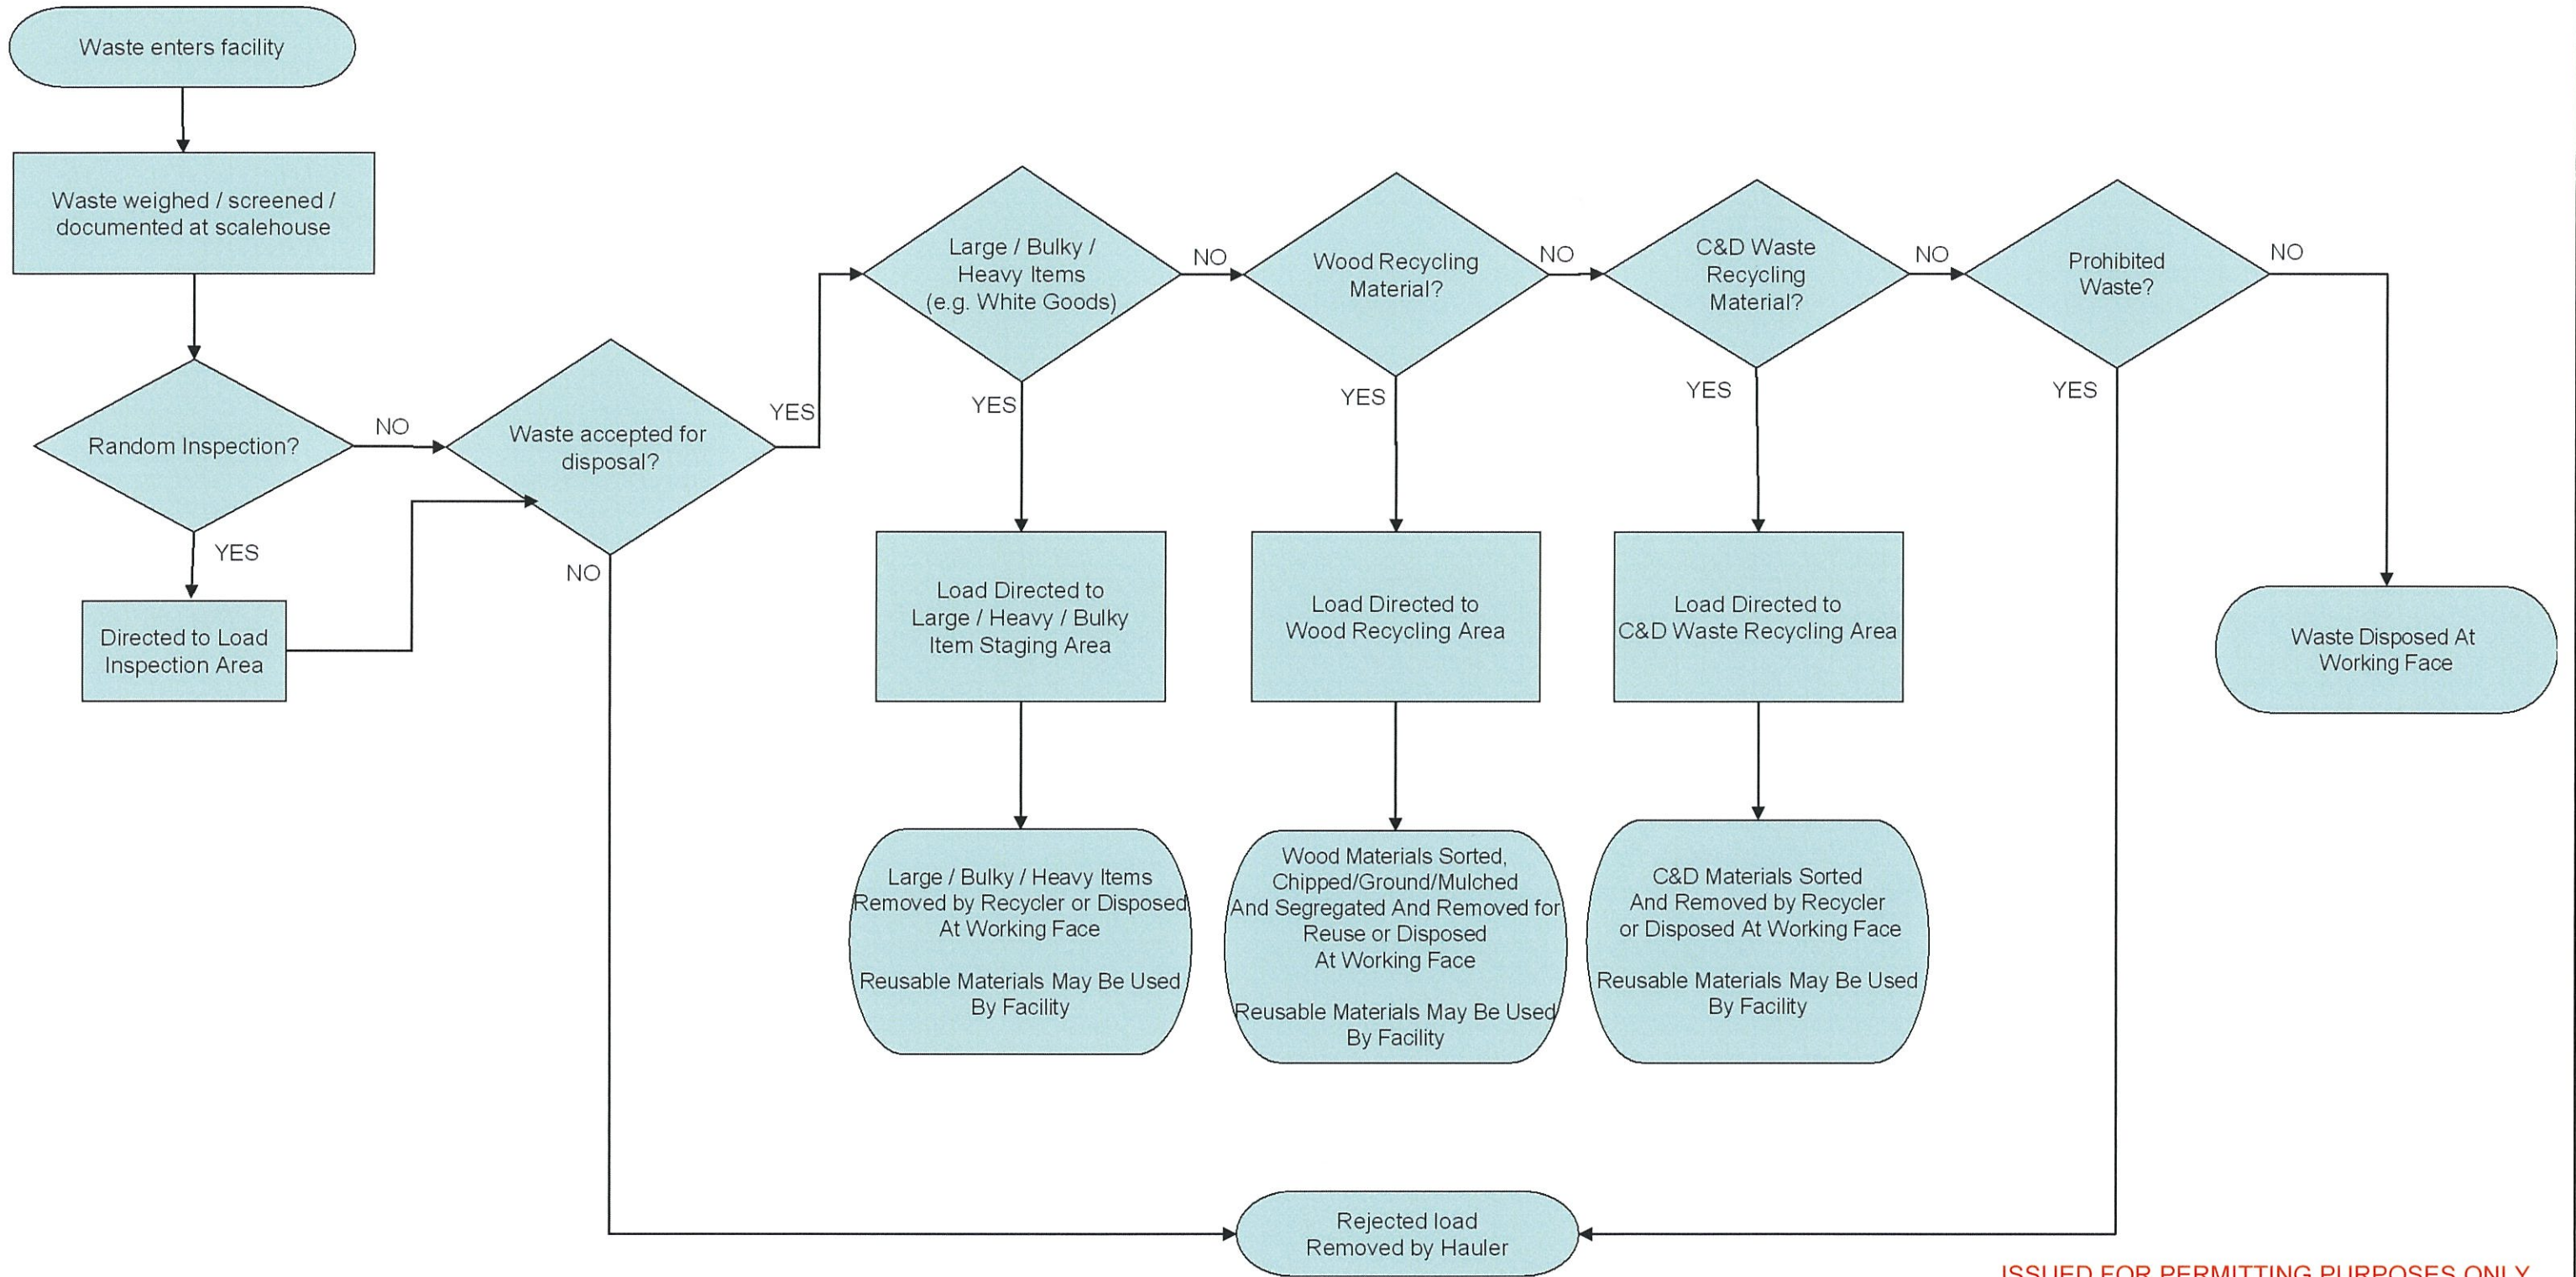 Waste enters facility
Waste weighed / screened /
documented at scalehouse
Random Inspection?
NO
YES
Directed to Load
Inspection Area
Waste accepted for
disposal?
YES
NO
Large / Bulky /
Heavy Items
(e.g. White Goods)
NO
YES
Load Directed to
Large / Heavy / Bulky
Item Staging Area
Large / Bulky / Heavy Items
Removed by Recycler or Disposed
At Working Face
Reusable Materials May Be Used
By Facility
Wood Recycling
Material?
NO
YES
Load Directed to
Wood Recycling Area
Wood Materials Sorted,
Chipped/Ground/Mulched
And Segregated And Removed for
Reuse or Disposed
At Working Face
Reusable Materials May Be Used
By Facility
C&D Waste
Recycling
Material?
NO
YES
Load Directed to
C&D Waste Recycling Area
C&D Materials Sorted
And Removed by Recycler
or Disposed At Working Face
Reusable Materials May Be Used
By Facility
Prohibited
Waste?
NO
YES
Waste Disposed At
Working Face
Rejected load
Removed by Hauler
ISSUED FOR PERMITTING PURPOSES ONLY